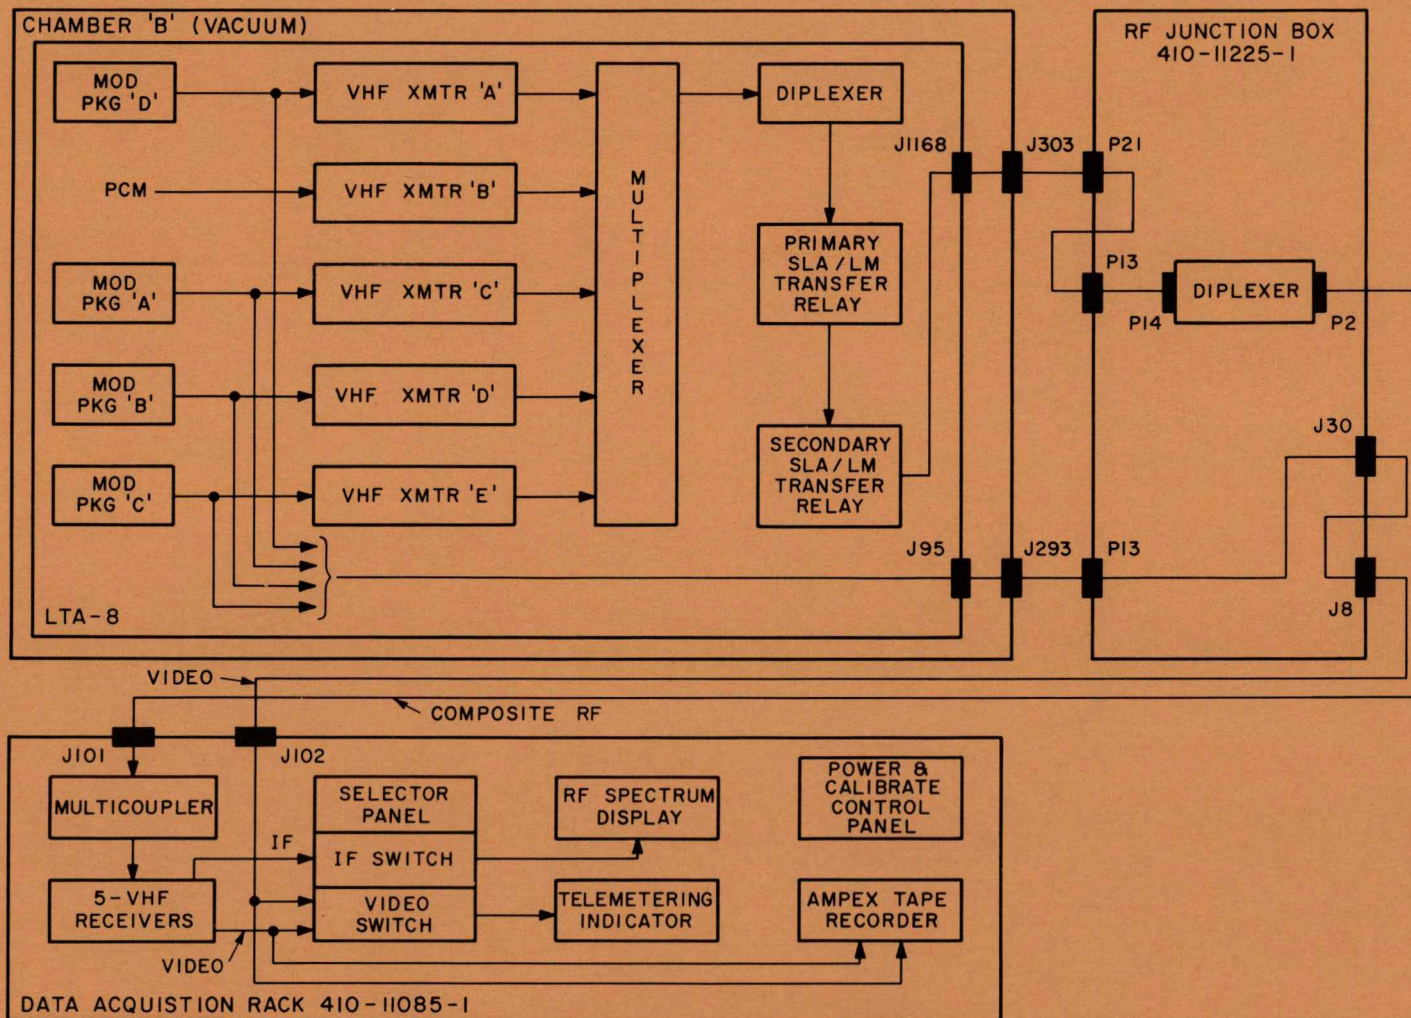 CHAMBER 'B' (VACUUM)
RF JUNCTION BOX
410-11225-1
MOD
PKG 'D'
VHF XMTR 'A'
DIPLEXER
MULTIPLEXER
J1168
J303
P21
PCM
VHF XMTR 'B'
PRIMARY
SLA/LM
TRANSFER
RELAY
MOD
PKG 'A'
VHF XMTR 'C'
P13
DIPLEXER
P14
P2
MOD
PKG 'B'
VHF XMTR 'D'
SECONDARY
SLA/LM
TRANSFER
RELAY
J30
MOD
PKG 'C'
VHF XMTR 'E'
J95
J293
P13
J8
LTA-8
VIDEO
COMPOSITE RF
J101
J102
MULTICOUPLER
SELECTOR
PANEL
RF SPECTRUM
DISPLAY
POWER &
CALIBRATE
CONTROL
PANEL
IF
IF SWITCH
5-VHF
RECEIVERS
VIDEO
SWITCH
TELEMETERING
INDICATOR
AMPEX TAPE
RECORDER
VIDEO
DATA ACQUISTION RACK 410-11085-1